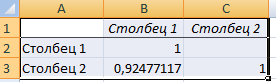 A B C
1 Столбец 1 Столбец 2
2 Столбец 1 1
3 Столбец 2 0,92477117 1